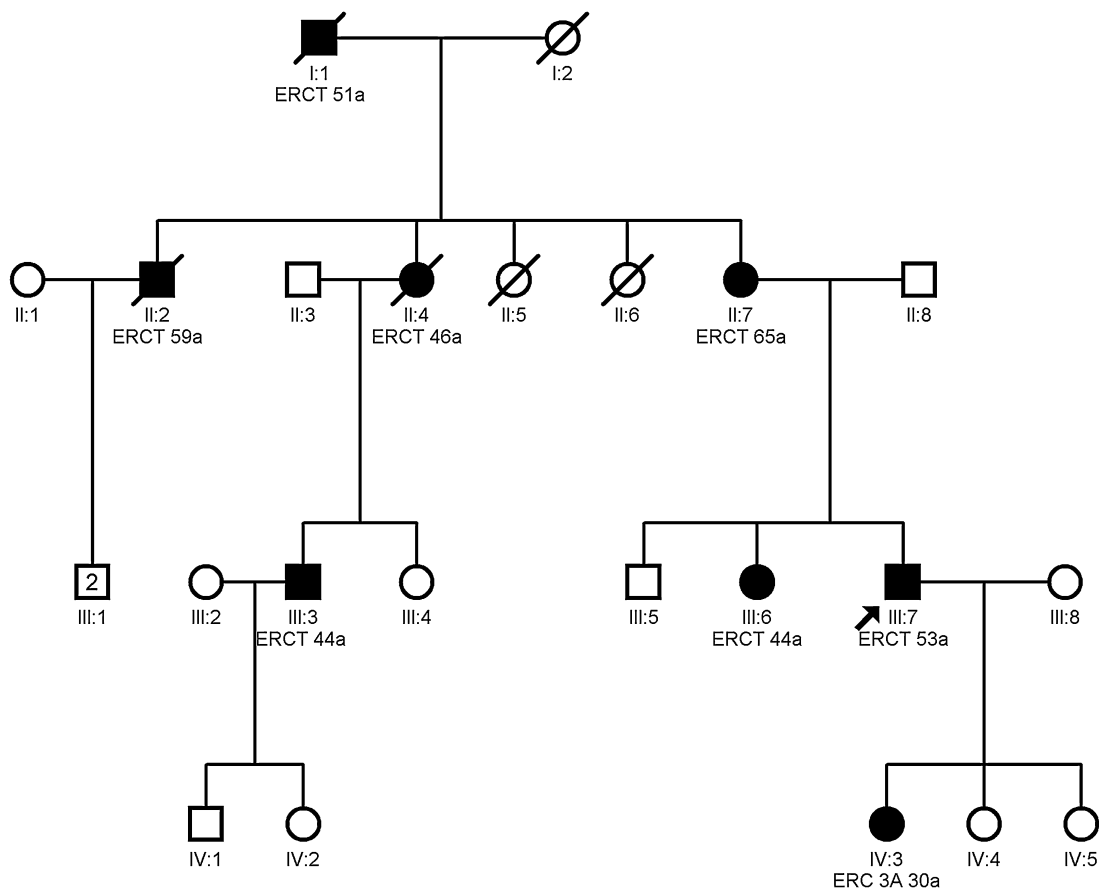 I:1
ERCT 51a
I:2
II:1
II:2
ERCT 59a
II:3
II:4
ERCT 46a
II:5
II:6
II:7
ERCT 65a
II:8
2
III:1
III:2
III:3
ERCT 44a
III:4
III:5
III:6
ERCT 44a
III:7
ERCT 53a
III:8
IV:1
IV:2
IV:3
ERC 3A 30a
IV:4
IV:5